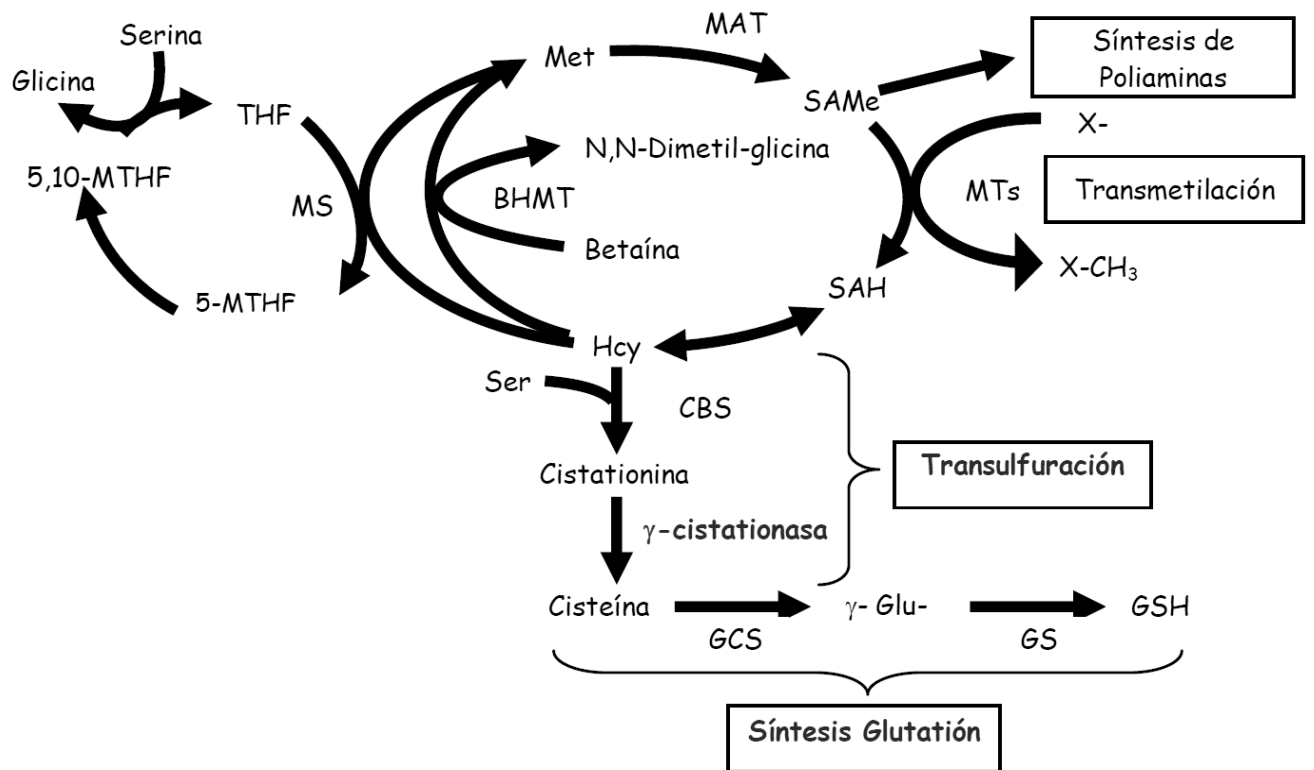 Serina
Glicina
THF
5,10-MTHF
MS
5-MTHF
Met
MAT
SAMe
Síntesis de
Poliaminas
X-
N,N-Dimetil-glicina
BHMT
Betaína
MTs
Transmetilación
X-CH₃
SAH
Hcy
Ser
CBS
Cistationina
Transulfuración
γ-cistationasa
Cisteína
γ- Glu-
GSH
GCS
GS
Síntesis Glutatión